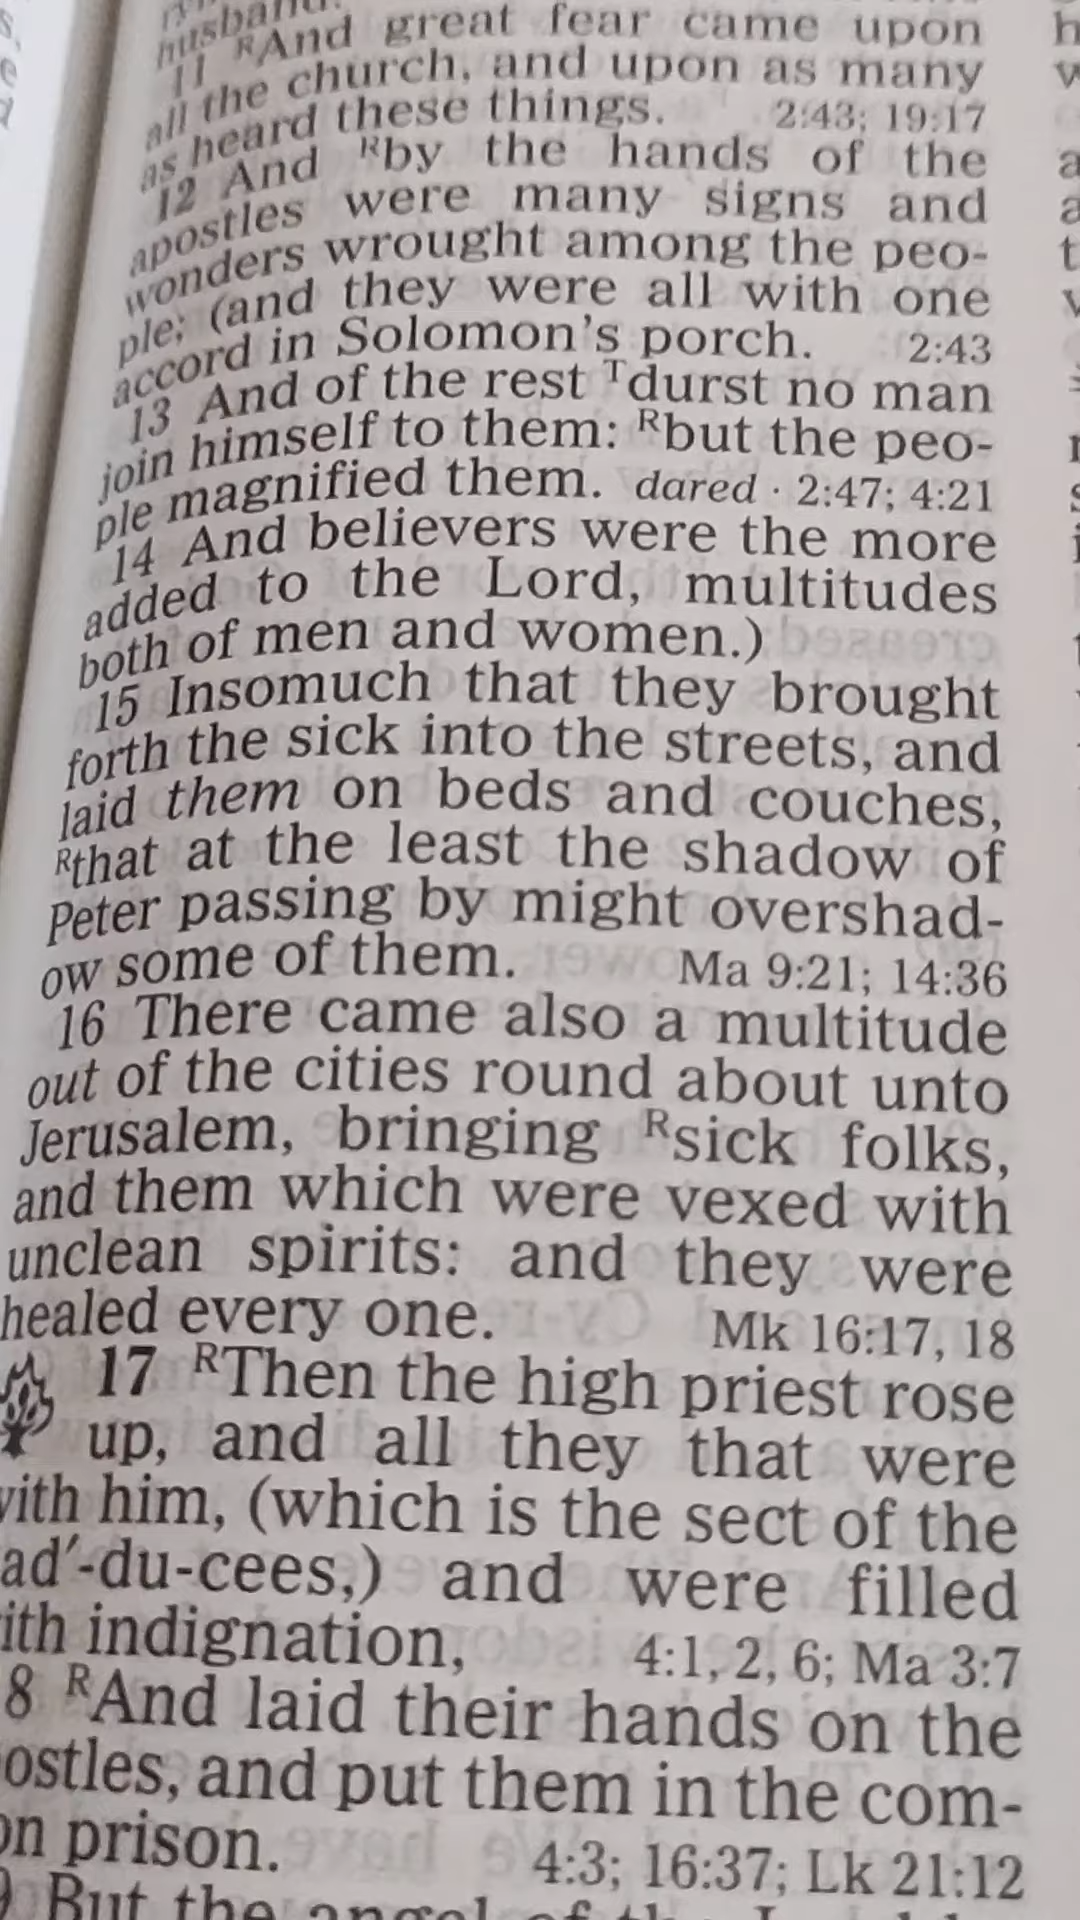 husband.
11 RAnd great fear came upon
all the church, and upon as many
as heard these things. 2:43; 19:17
12 And Rby the hands of the
apostles were many signs and
wonders wrought among the peo-
ple; (and they were all with one
accord in Solomon's porch. 2:43
13 And of the rest Tdurst no man
join himself to them: Rbut the peo-
ple magnified them. dared · 2:47; 4:21
14 And believers were the more
added to the Lord, multitudes
both of men and women.)
15 Insomuch that they brought
forth the sick into the streets, and
laid them on beds and couches,
Rthat at the least the shadow of
Peter passing by might overshad-
ow some of them. Ma 9:21; 14:36
16 There came also a multitude
out of the cities round about unto
Jerusalem, bringing Rsick folks,
and them which were vexed with
unclean spirits: and they were
healed every one. Mk 16:17, 18
17 RThen the high priest rose
up, and all they that were
with him, (which is the sect of the
ad′-du-cees,) and were filled
ith indignation, 4:1, 2, 6; Ma 3:7
8 RAnd laid their hands on the
ostles, and put them in the com-
on prison. 4:3; 16:37; Lk 21:12
But the angel of the Lord